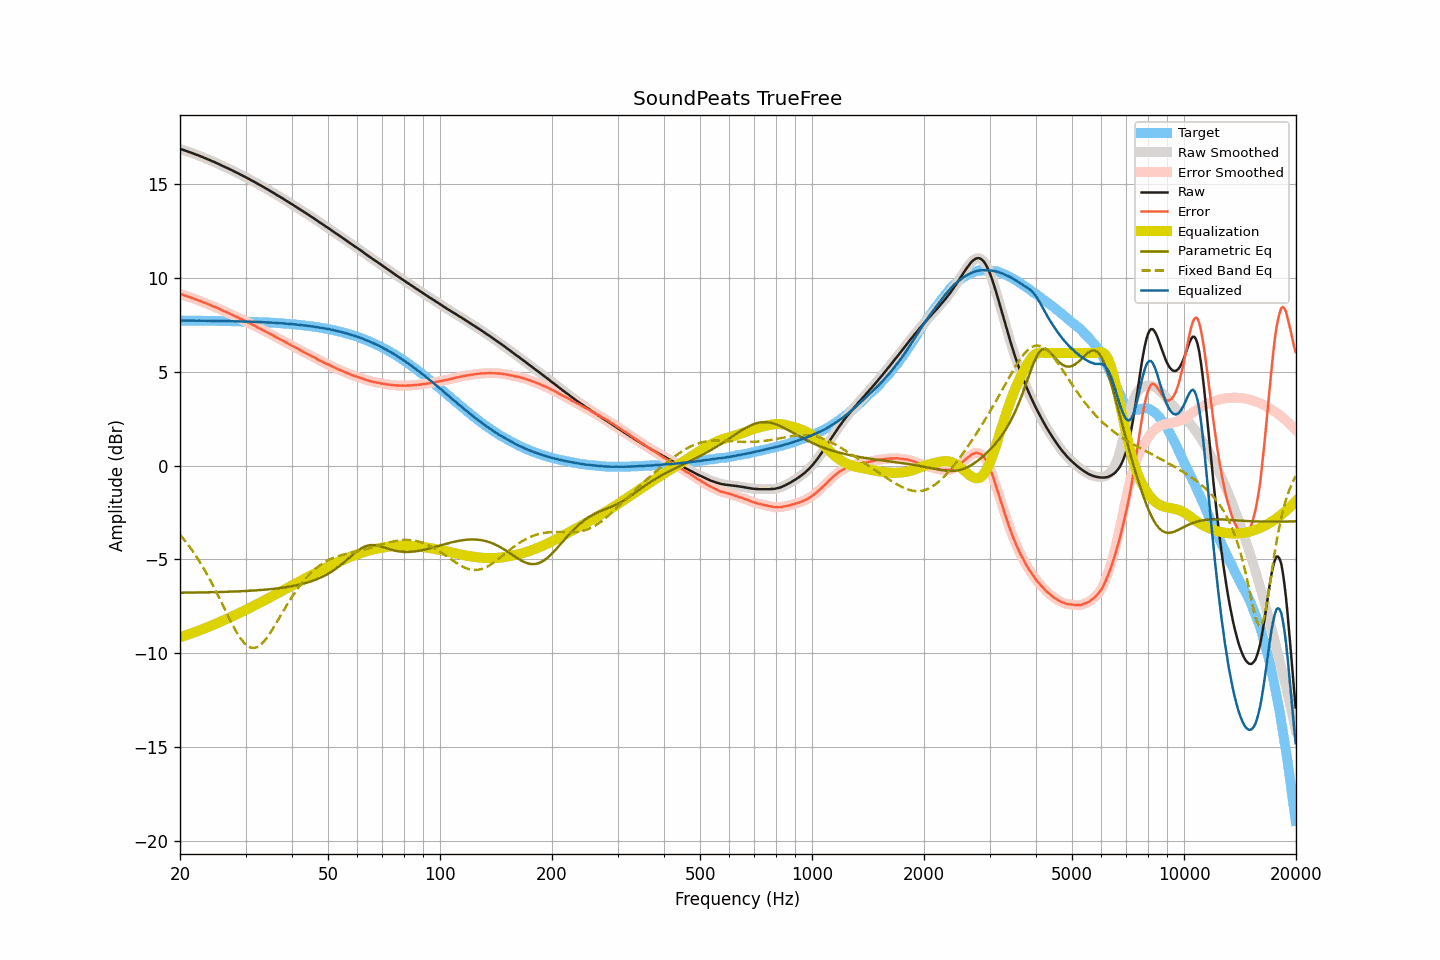 SoundPeats TrueFree
Target
Raw Smoothed
Error Smoothed
Raw
Error
Equalization
Parametric Eq
Fixed Band Eq
Equalized
Amplitude (dBr)
15
10
5
0
−5
−10
−15
−20
20 50 100 200 500 1000 2000 5000 10000 20000
Frequency (Hz)